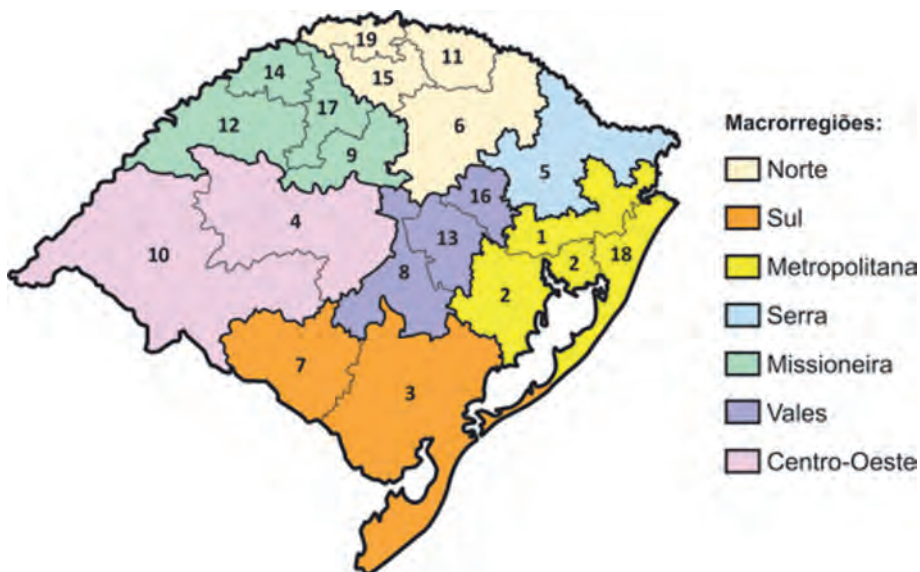 19
11
14
15
17
12
6
9
5
16
4
13
1
10
18
8
2
2
7
3
Macrorregiões:
Norte
Sul
Metropolitana
Serra
Missioneira
Vales
Centro-Oeste